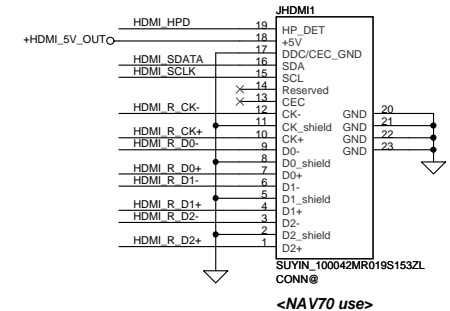 JHDMI1
HDMI_HPD 19 HP_DET
+HDMI_5V_OUT 18 +5V
17 DDC/CEC_GND
HDMI_SDATA 16 SDA
HDMI_SCLK 15 SCL
14 Reserved
13 CEC
HDMI_R_CK- 12 CK- GND 20
11 CK_shield GND 21
HDMI_R_CK+ 10 CK+ GND 22
HDMI_R_D0- 9 D0- GND 23
8 D0_shield
HDMI_R_D0+ 7 D0+
HDMI_R_D1- 6 D1-
5 D1_shield
HDMI_R_D1+ 4 D1+
HDMI_R_D2- 3 D2-
2 D2_shield
HDMI_R_D2+ 1 D2+
SUYIN_100042MR019S153ZL
CONN@
<NAV70 use>